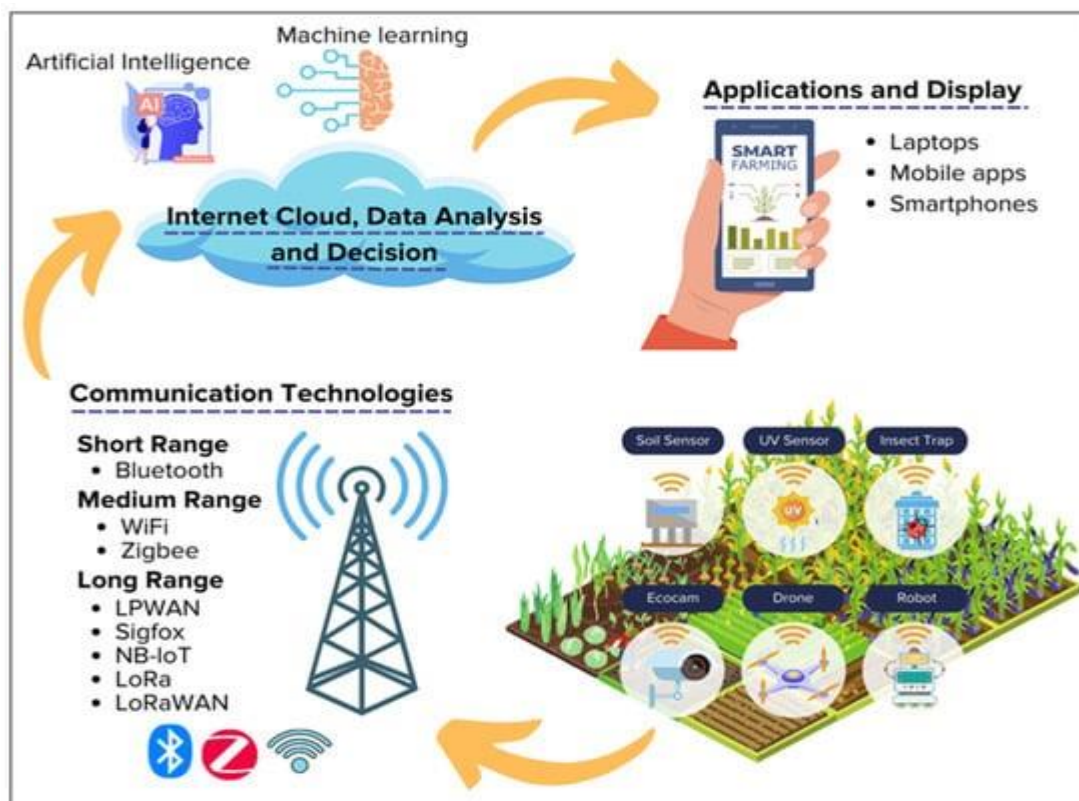 Artificial Intelligence
Machine learning
Internet Cloud, Data Analysis
and Decision
Applications and Display
SMART
FARMING
• Laptops
• Mobile apps
• Smartphones
Communication Technologies
Short Range
• Bluetooth
Medium Range
• WiFi
• Zigbee
Long Range
• LPWAN
• Sigfox
• NB-IoT
• LoRa
• LoRaWAN
Soil Sensor
UV Sensor
Insect Trap
UV
Ecocam
Drone
Robot
AI